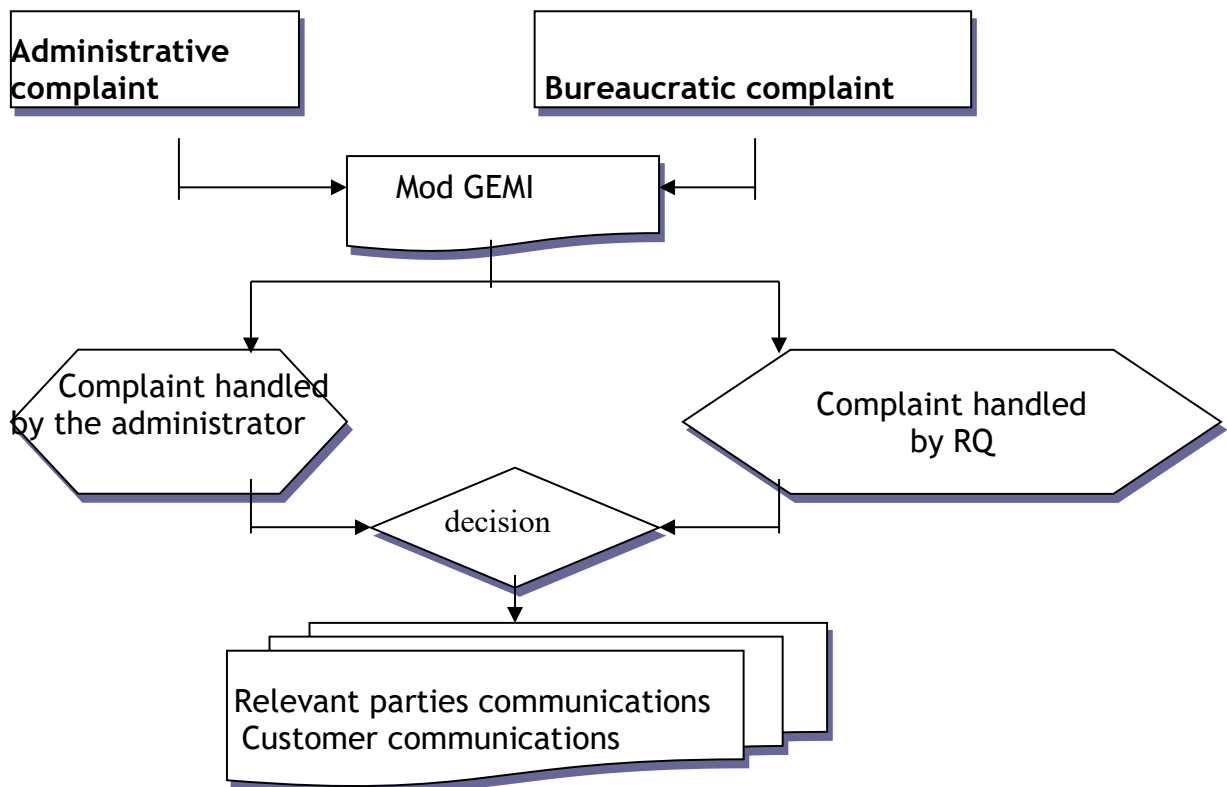 Administrative
complaint
Bureaucratic complaint
Mod GEMI
Complaint handled
by the administrator
Complaint handled
by RQ
decision
Relevant parties communications
Customer communications